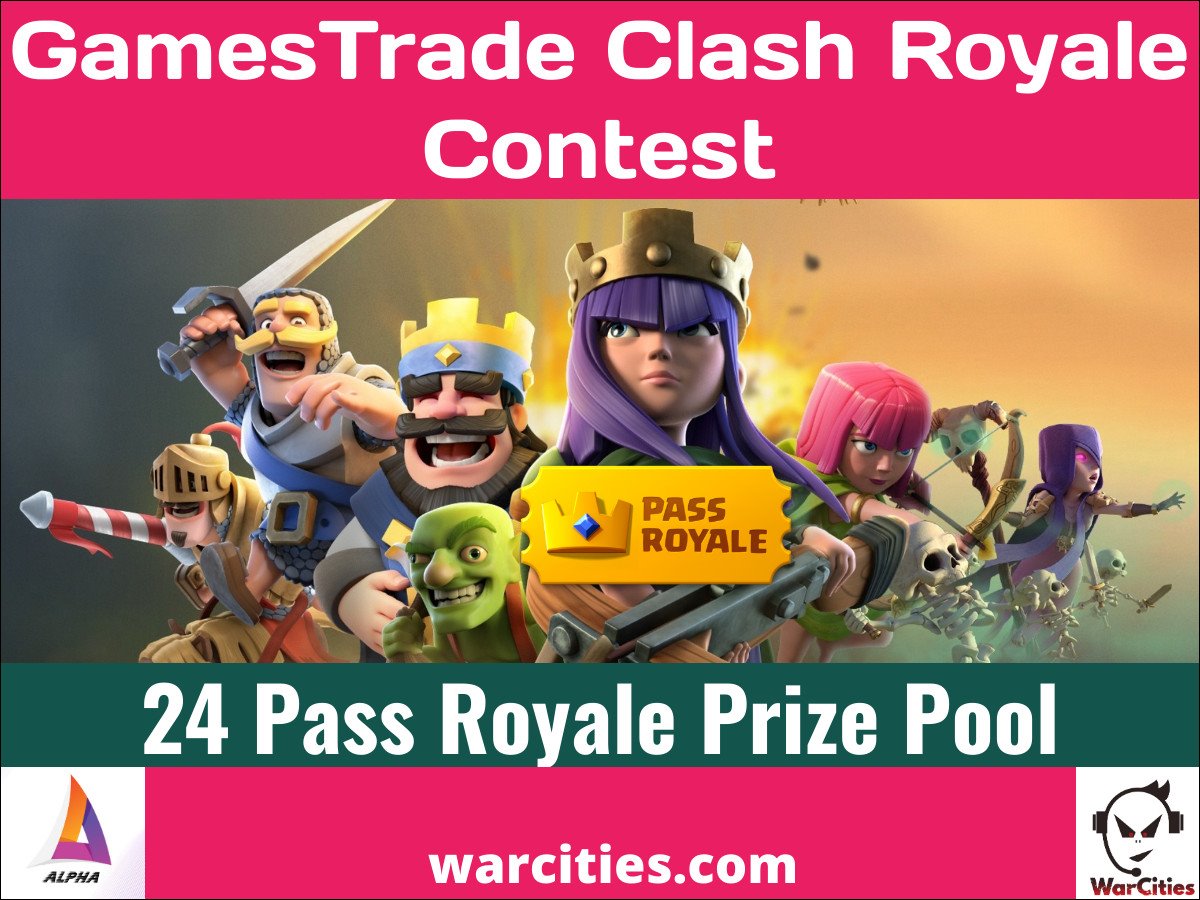 GamesTrade Clash Royale
Contest
PASS
ROYALE
24 Pass Royale Prize Pool
ALPHA
warcities.com
WarCities